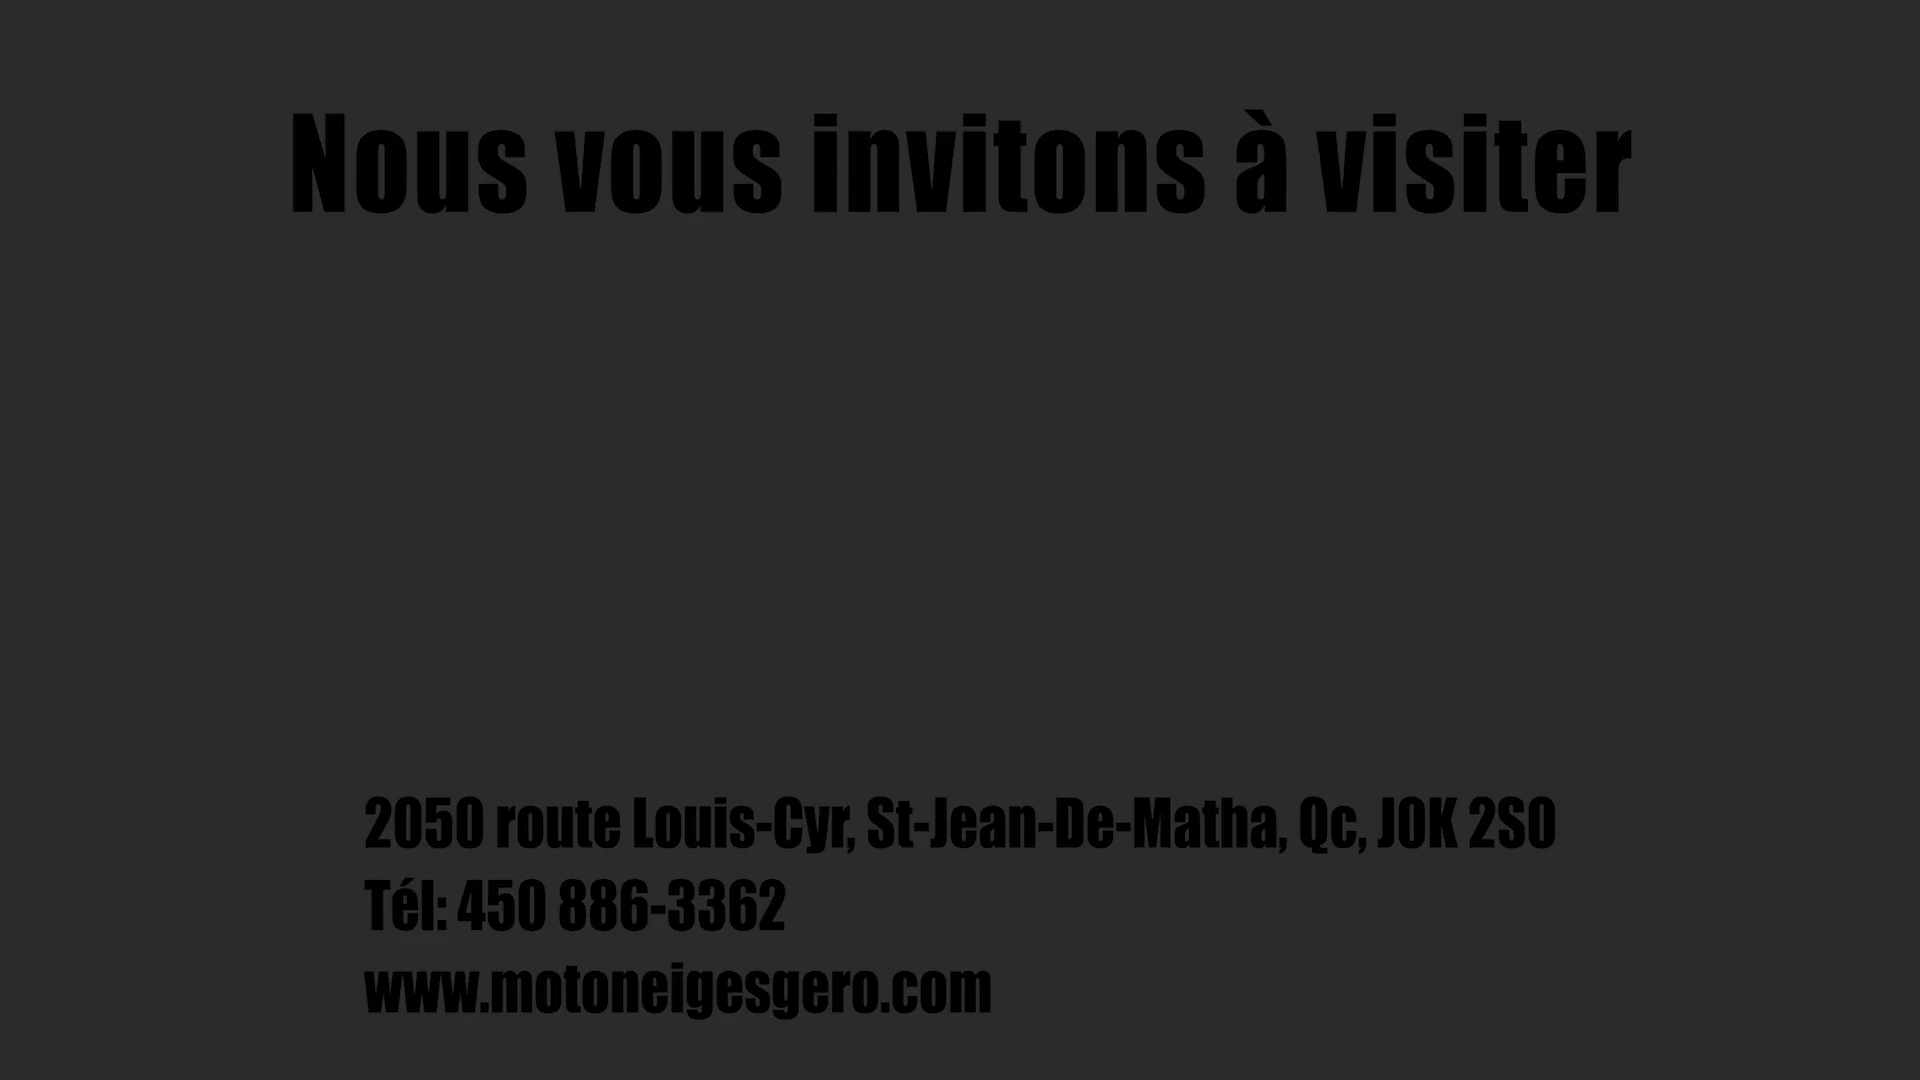 Nous vous invitons à visiter
2050 route Louis-Cyr, St-Jean-De-Matha, Qc, J0K 2S0
Tél: 450 886-3362
www.motoneigesgero.com